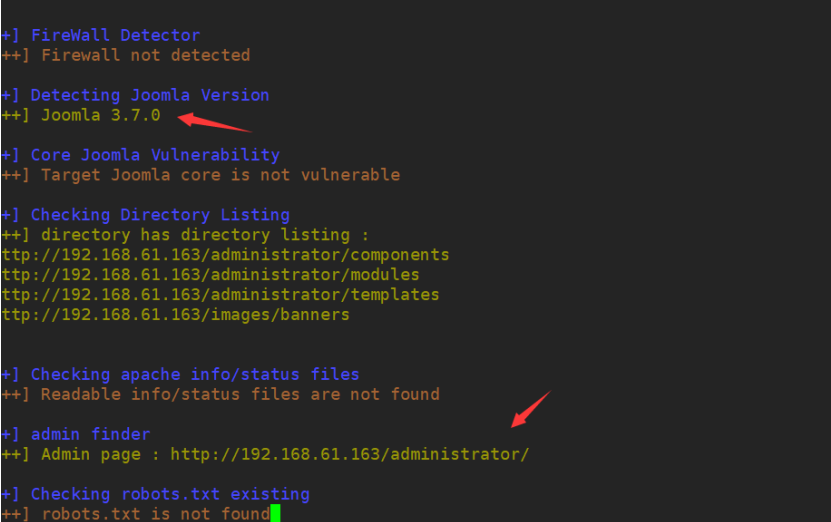 +] FireWall Detector
++] Firewall not detected
+] Detecting Joomla Version
++] Joomla 3.7.0
+] Core Joomla Vulnerability
++] Target Joomla core is not vulnerable
+] Checking Directory Listing
++] directory has directory listing :
ttp://192.168.61.163/administrator/components
ttp://192.168.61.163/administrator/modules
ttp://192.168.61.163/administrator/templates
ttp://192.168.61.163/images/banners
+] Checking apache info/status files
++] Readable info/status files are not found
+] admin finder
++] Admin page : http://192.168.61.163/administrator/
+] Checking robots.txt existing
++] robots.txt is not found